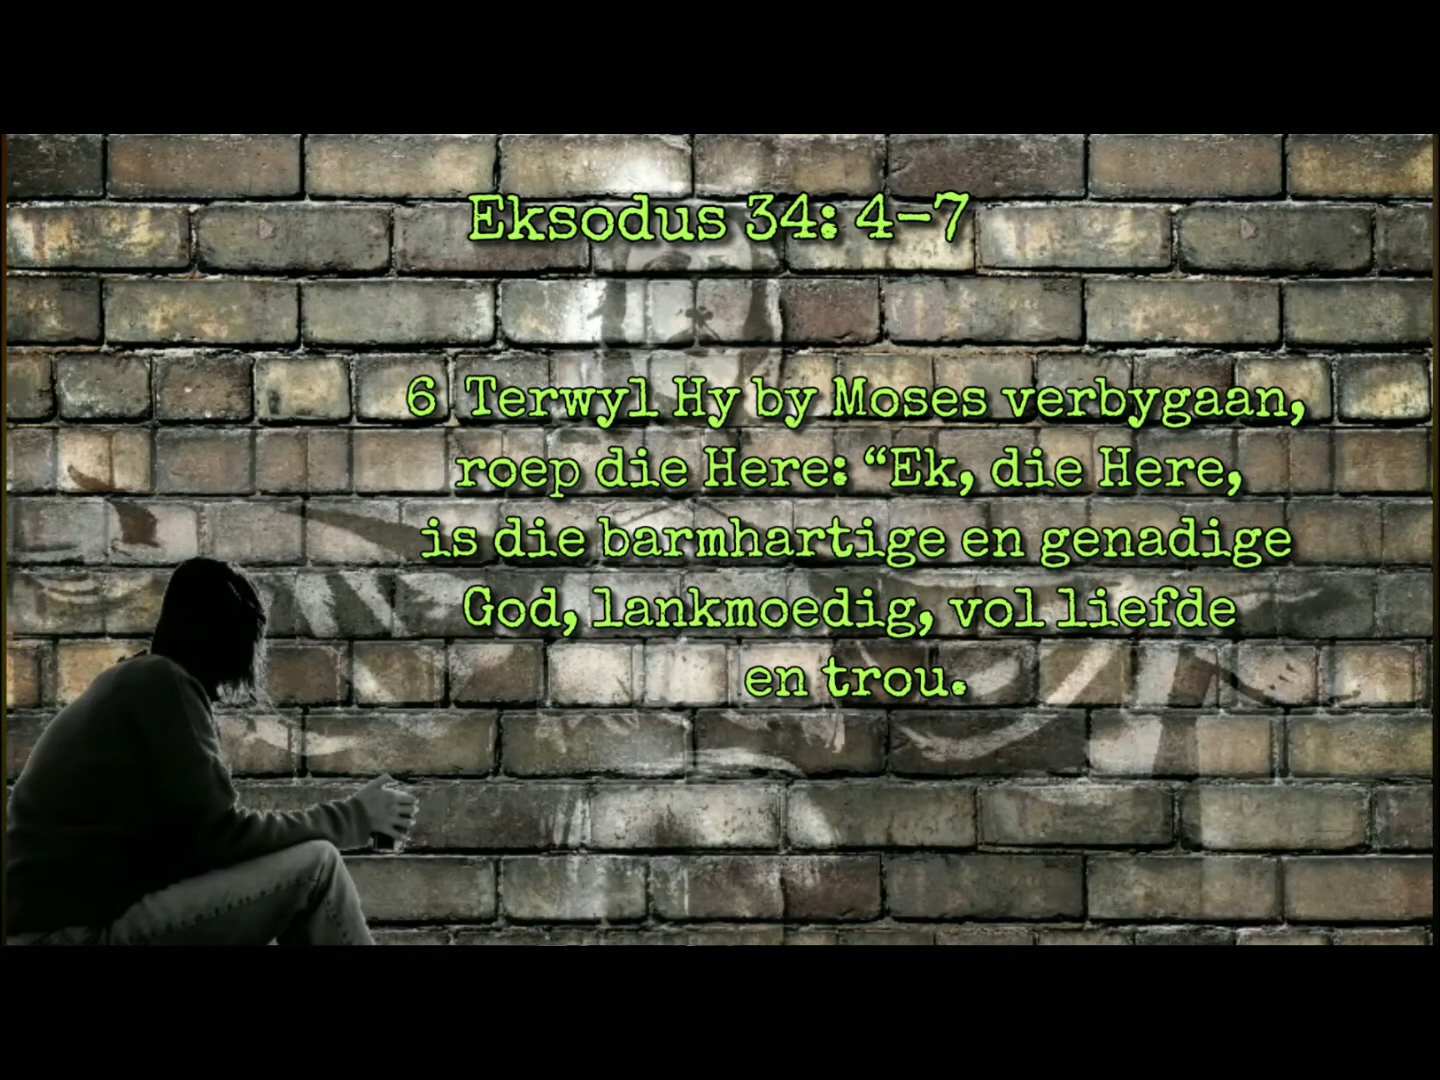 Eksodus 34: 4-7
6 Terwyl Hy by Moses verbygaan,
roep die Here: “Ek, die Here,
is die barmhartige en genadige
God, lankmoedig, vol liefde
en trou.